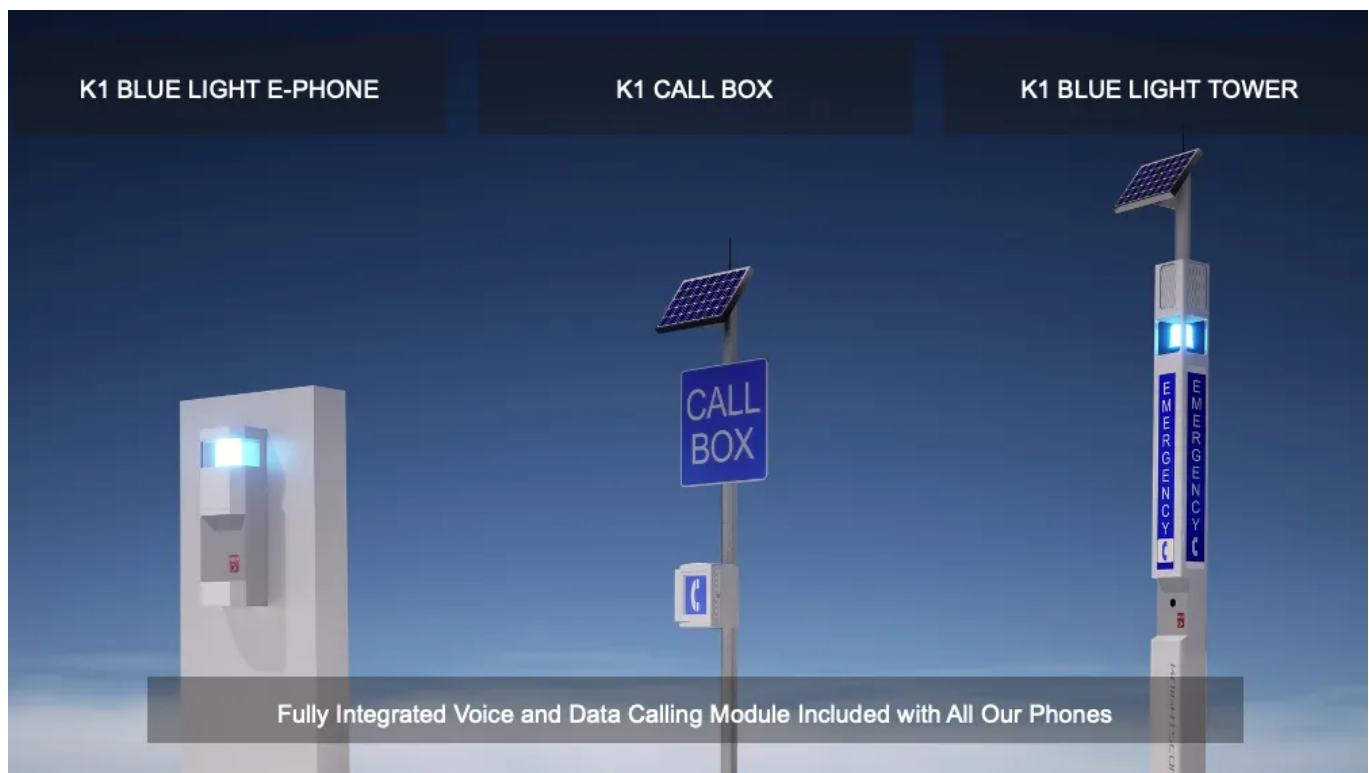 K1 BLUE LIGHT E-PHONE
K1 CALL BOX
K1 BLUE LIGHT TOWER
CALL
BOX
EMERGENCY
EMERGENCY
Fully Integrated Voice and Data Calling Module Included with All Our Phones